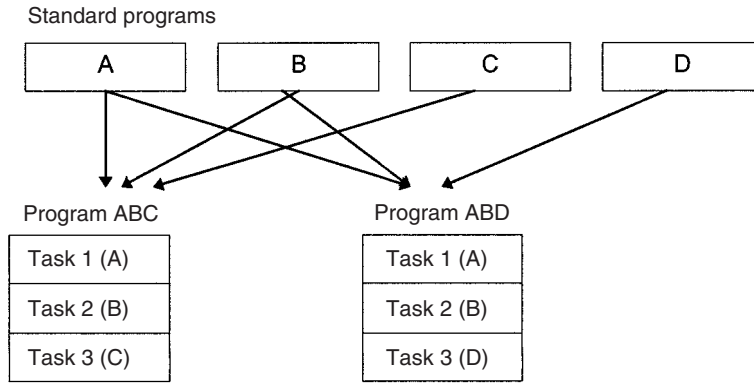 Standard programs
A B C D
Program ABC Program ABD
Task 1 (A) Task 1 (A)
Task 2 (B) Task 2 (B)
Task 3 (C) Task 3 (D)